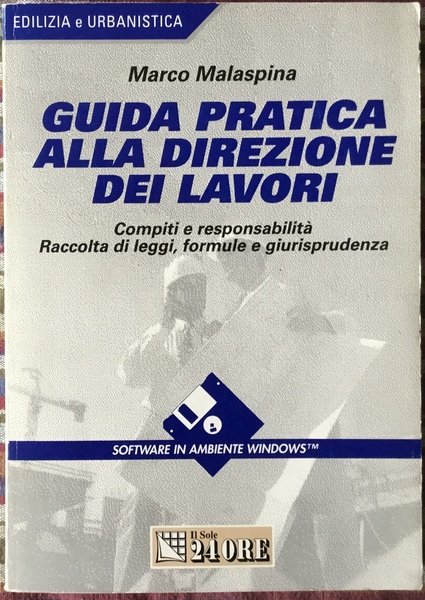 EDILIZIA e URBANISTICA
Marco Malaspina
GUIDA PRATICA
ALLA DIREZIONE
DEI LAVORI
Compiti e responsabilità
Raccolta di leggi, formule e giurisprudenza
SOFTWARE IN AMBIENTE WINDOWS™
Il Sole
24 ORE